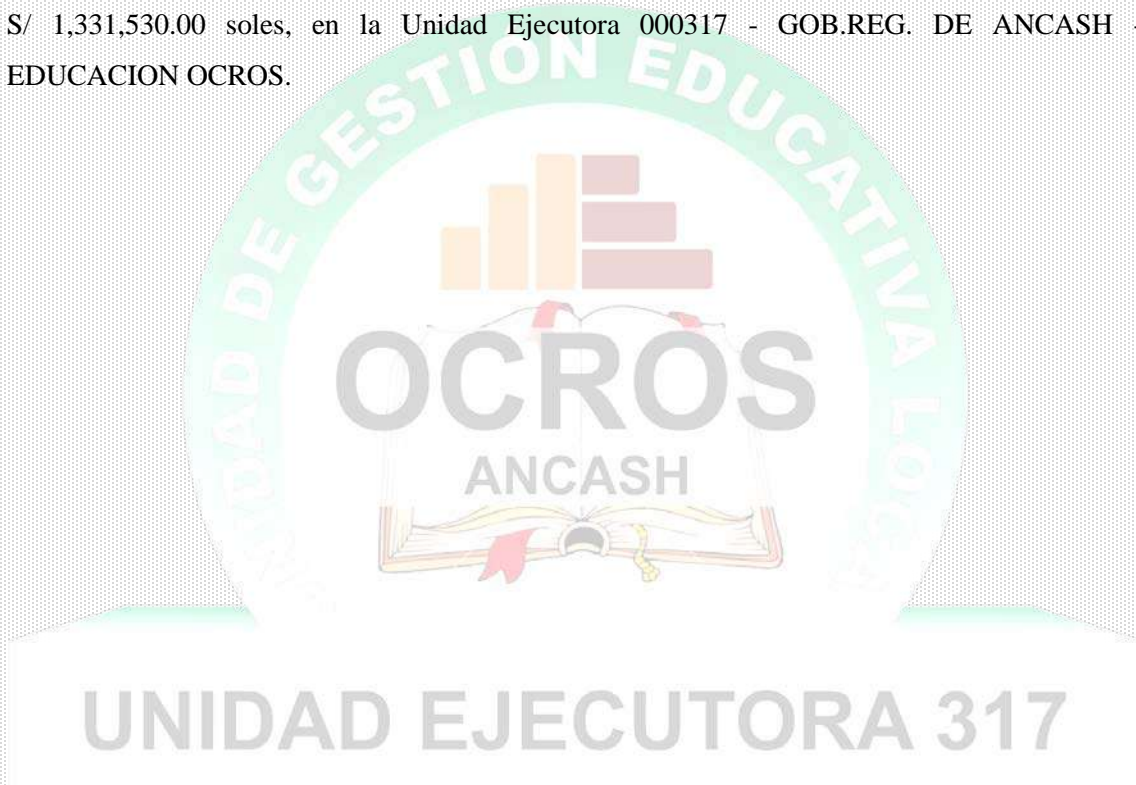 S/ 1,331,530.00 soles, en la Unidad Ejecutora 000317 - GOB.REG. DE ANCASH -
EDUCACION OCROS.
UNIDAD DE GESTION EDUCATIVA LOCAL
OCROS
ANCASH
UNIDAD EJECUTORA 317